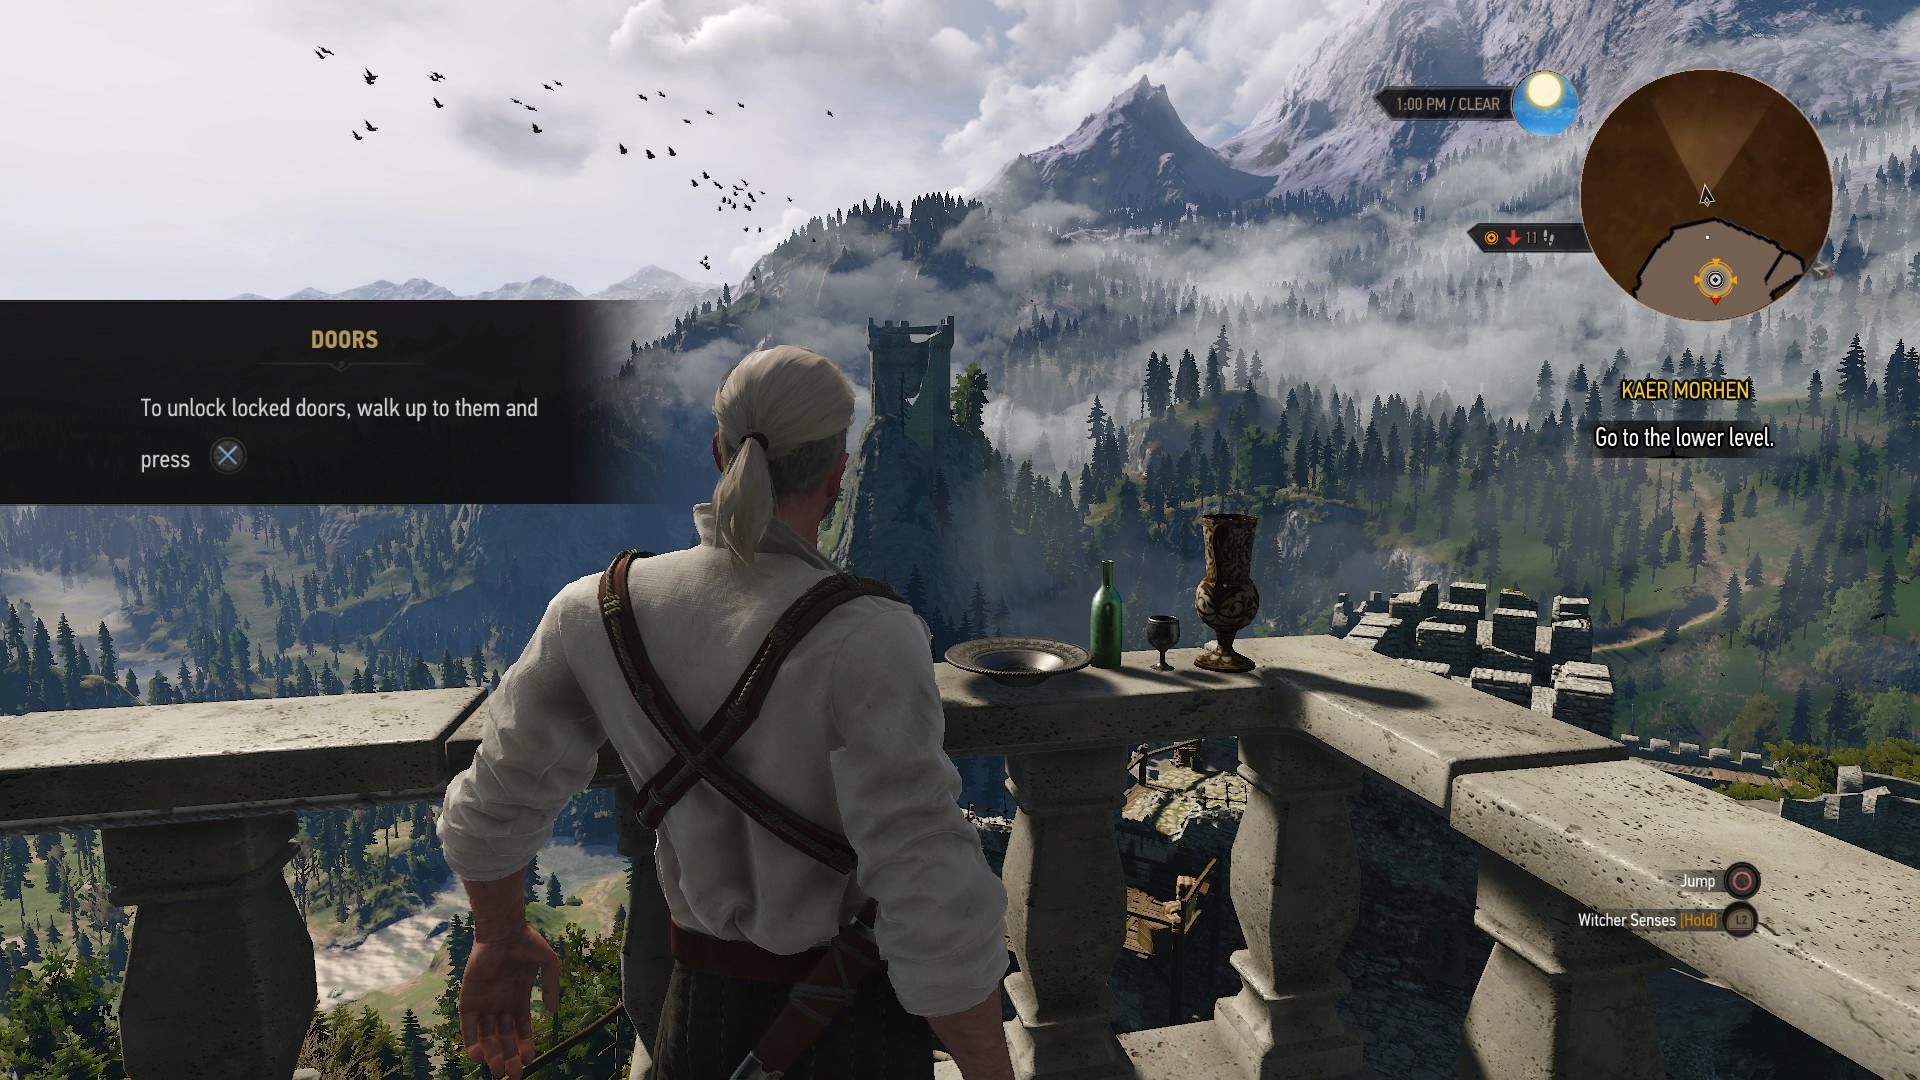 1:00 PM / CLEAR
11
DOORS
To unlock locked doors, walk up to them and
press
KAER MORHEN
Go to the lower level.
Jump
Witcher Senses [Hold] L2